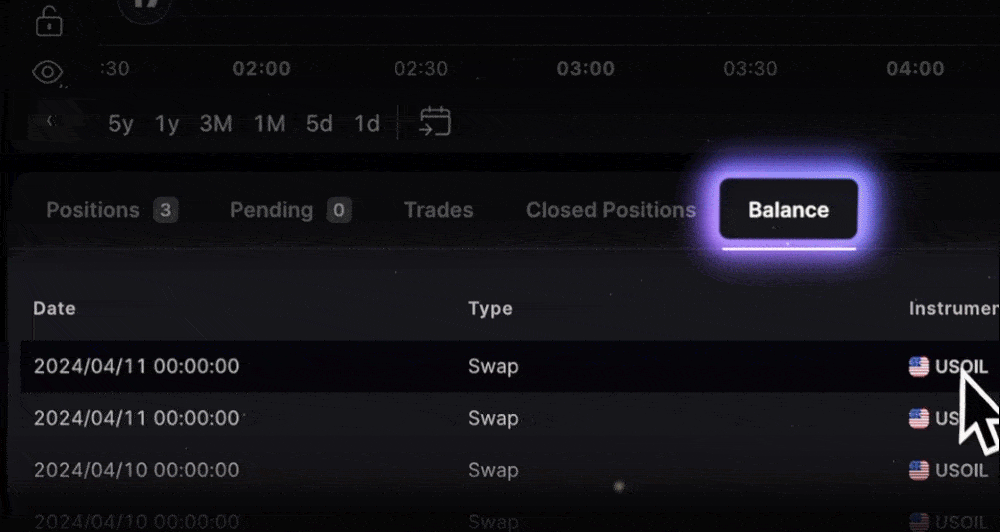 :30 02:00 02:30 03:00 03:30 04:00
5y 1y 3M 1M 5d 1d
Positions 3 Pending 0 Trades Closed Positions Balance
Date Type Instrumen
2024/04/11 00:00:00 Swap USOIL
2024/04/11 00:00:00 Swap US
2024/04/10 00:00:00 Swap USOIL
2024/04/10 00:00:00 Swap USOIL